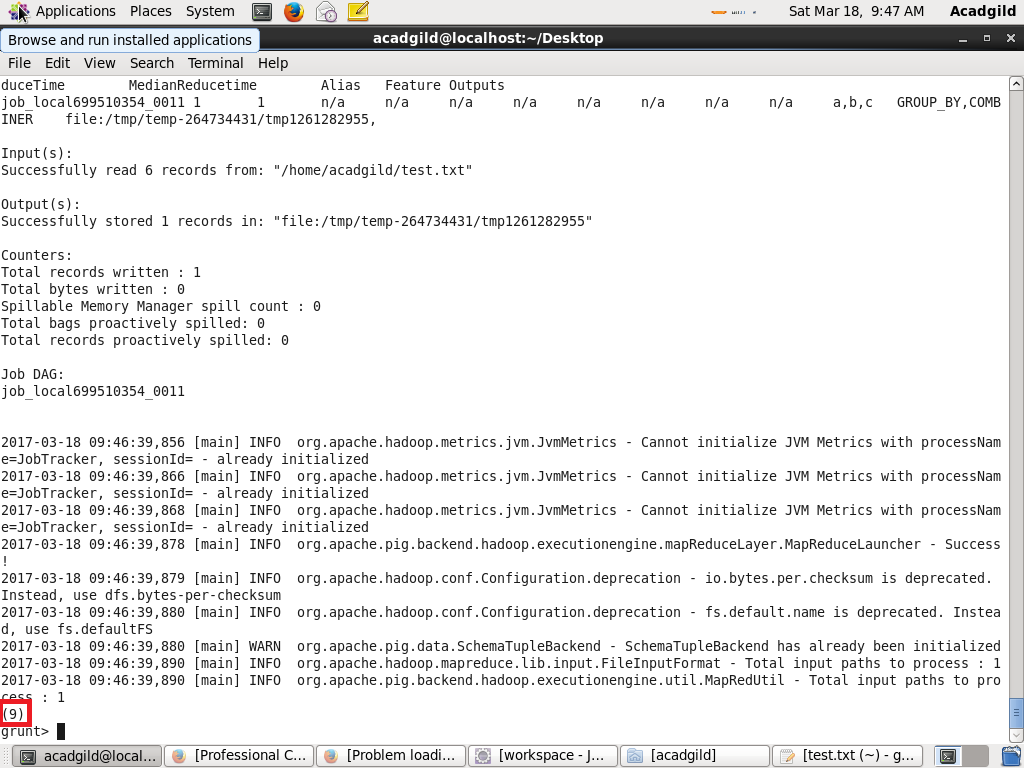 Applications Places System Sat Mar 18, 9:47 AM Acadgild
Browse and run installed applications
acadgild@localhost:~/Desktop
File Edit View Search Terminal Help
duceTime MedianReducetime Alias Feature Outputs
job_local699510354_0011 1 1 n/a n/a n/a n/a n/a n/a n/a n/a a,b,c GROUP_BY,COMB
INER file:/tmp/temp-264734431/tmp1261282955,
Input(s):
Successfully read 6 records from: "/home/acadgild/test.txt"
Output(s):
Successfully stored 1 records in: "file:/tmp/temp-264734431/tmp1261282955"
Counters:
Total records written : 1
Total bytes written : 0
Spillable Memory Manager spill count : 0
Total bags proactively spilled: 0
Total records proactively spilled: 0
Job DAG:
job_local699510354_0011
2017-03-18 09:46:39,856 [main] INFO org.apache.hadoop.metrics.jvm.JvmMetrics - Cannot initialize JVM Metrics with processNam
e=JobTracker, sessionId= - already initialized
2017-03-18 09:46:39,866 [main] INFO org.apache.hadoop.metrics.jvm.JvmMetrics - Cannot initialize JVM Metrics with processNam
e=JobTracker, sessionId= - already initialized
2017-03-18 09:46:39,868 [main] INFO org.apache.hadoop.metrics.jvm.JvmMetrics - Cannot initialize JVM Metrics with processNam
e=JobTracker, sessionId= - already initialized
2017-03-18 09:46:39,878 [main] INFO org.apache.pig.backend.hadoop.executionengine.mapReduceLayer.MapReduceLauncher - Success
!
2017-03-18 09:46:39,879 [main] INFO org.apache.hadoop.conf.Configuration.deprecation - io.bytes.per.checksum is deprecated.
Instead, use dfs.bytes-per-checksum
2017-03-18 09:46:39,880 [main] INFO org.apache.hadoop.conf.Configuration.deprecation - fs.default.name is deprecated. Instea
d, use fs.defaultFS
2017-03-18 09:46:39,880 [main] WARN org.apache.pig.data.SchemaTupleBackend - SchemaTupleBackend has already been initialized
2017-03-18 09:46:39,890 [main] INFO org.apache.hadoop.mapreduce.lib.input.FileInputFormat - Total input paths to process : 1
2017-03-18 09:46:39,890 [main] INFO org.apache.pig.backend.hadoop.executionengine.util.MapRedUtil - Total input paths to pro
cess : 1
(9)
grunt>
acadgild@local... [Professional C... [Problem loadi... [workspace - J... [acadgild] [test.txt (~) - g...